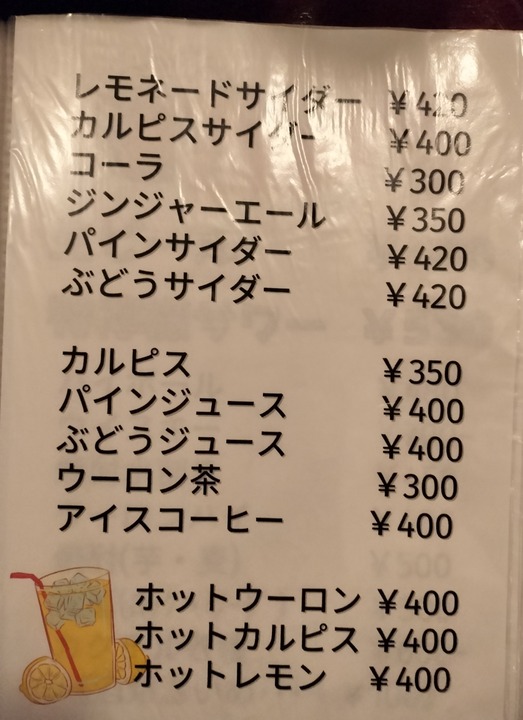 レモネードサイダー ￥420
カルピスサイダー ￥400
コーラ ￥300
ジンジャーエール ￥350
パインサイダー ￥420
ぶどうサイダー ￥420
カルピス ￥350
パインジュース ￥400
ぶどうジュース ￥400
ウーロン茶 ￥300
アイスコーヒー ￥400
ホットウーロン ￥400
ホットカルピス ￥400
ホットレモン ￥400